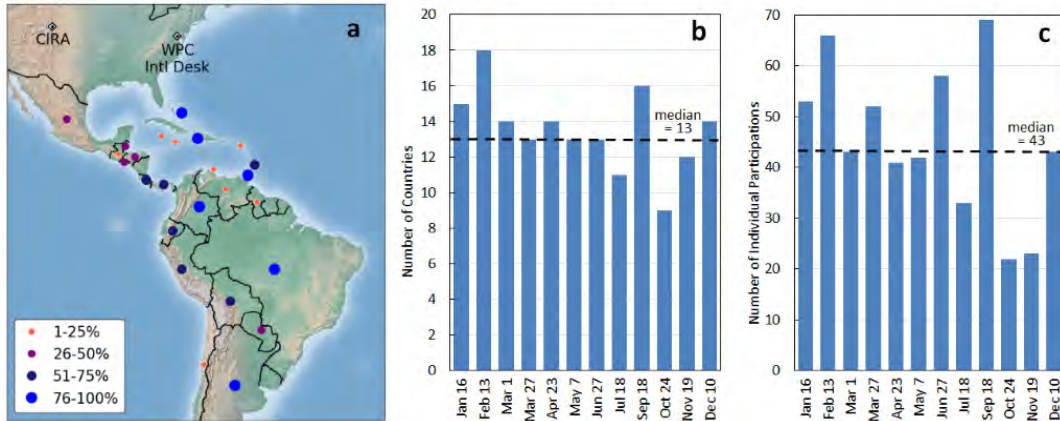 a
CIRA
WPC
Intl Desk
1-25%
26-50%
51-75%
76-100%
b
Number of Countries
20
18
16
14
12
10
8
6
4
2
0
median
= 13
Jan 16
Feb 13
Mar 1
Mar 27
Apr 23
May 7
Jun 27
Jul 18
Sep 18
Oct 24
Nov 19
Dec 10
c
Number of Individual Participations
70
60
50
40
30
20
10
0
median
= 43
Jan 16
Feb 13
Mar 1
Mar 27
Apr 23
May 7
Jun 27
Jul 18
Sep 18
Oct 24
Nov 19
Dec 10